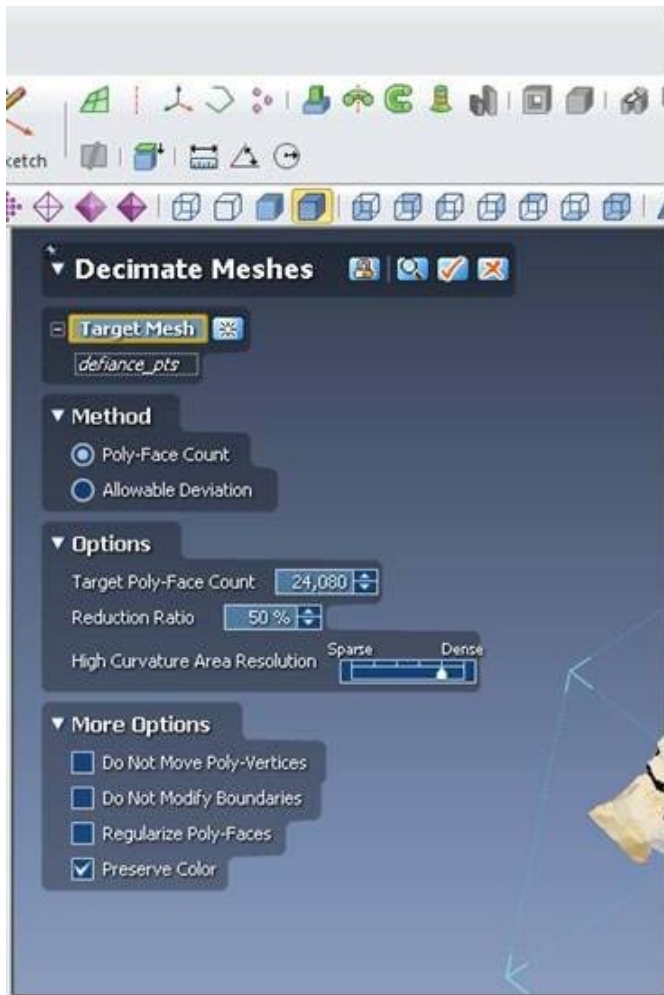 ketch
Decimate Meshes
Target Mesh
defiance_pts
Method
Poly-Face Count
Allowable Deviation
Options
Target Poly-Face Count 24,080
Reduction Ratio 50 %
Sparse Dense
High Curvature Area Resolution
More Options
Do Not Move Poly-Vertices
Do Not Modify Boundaries
Regularize Poly-Faces
Preserve Color